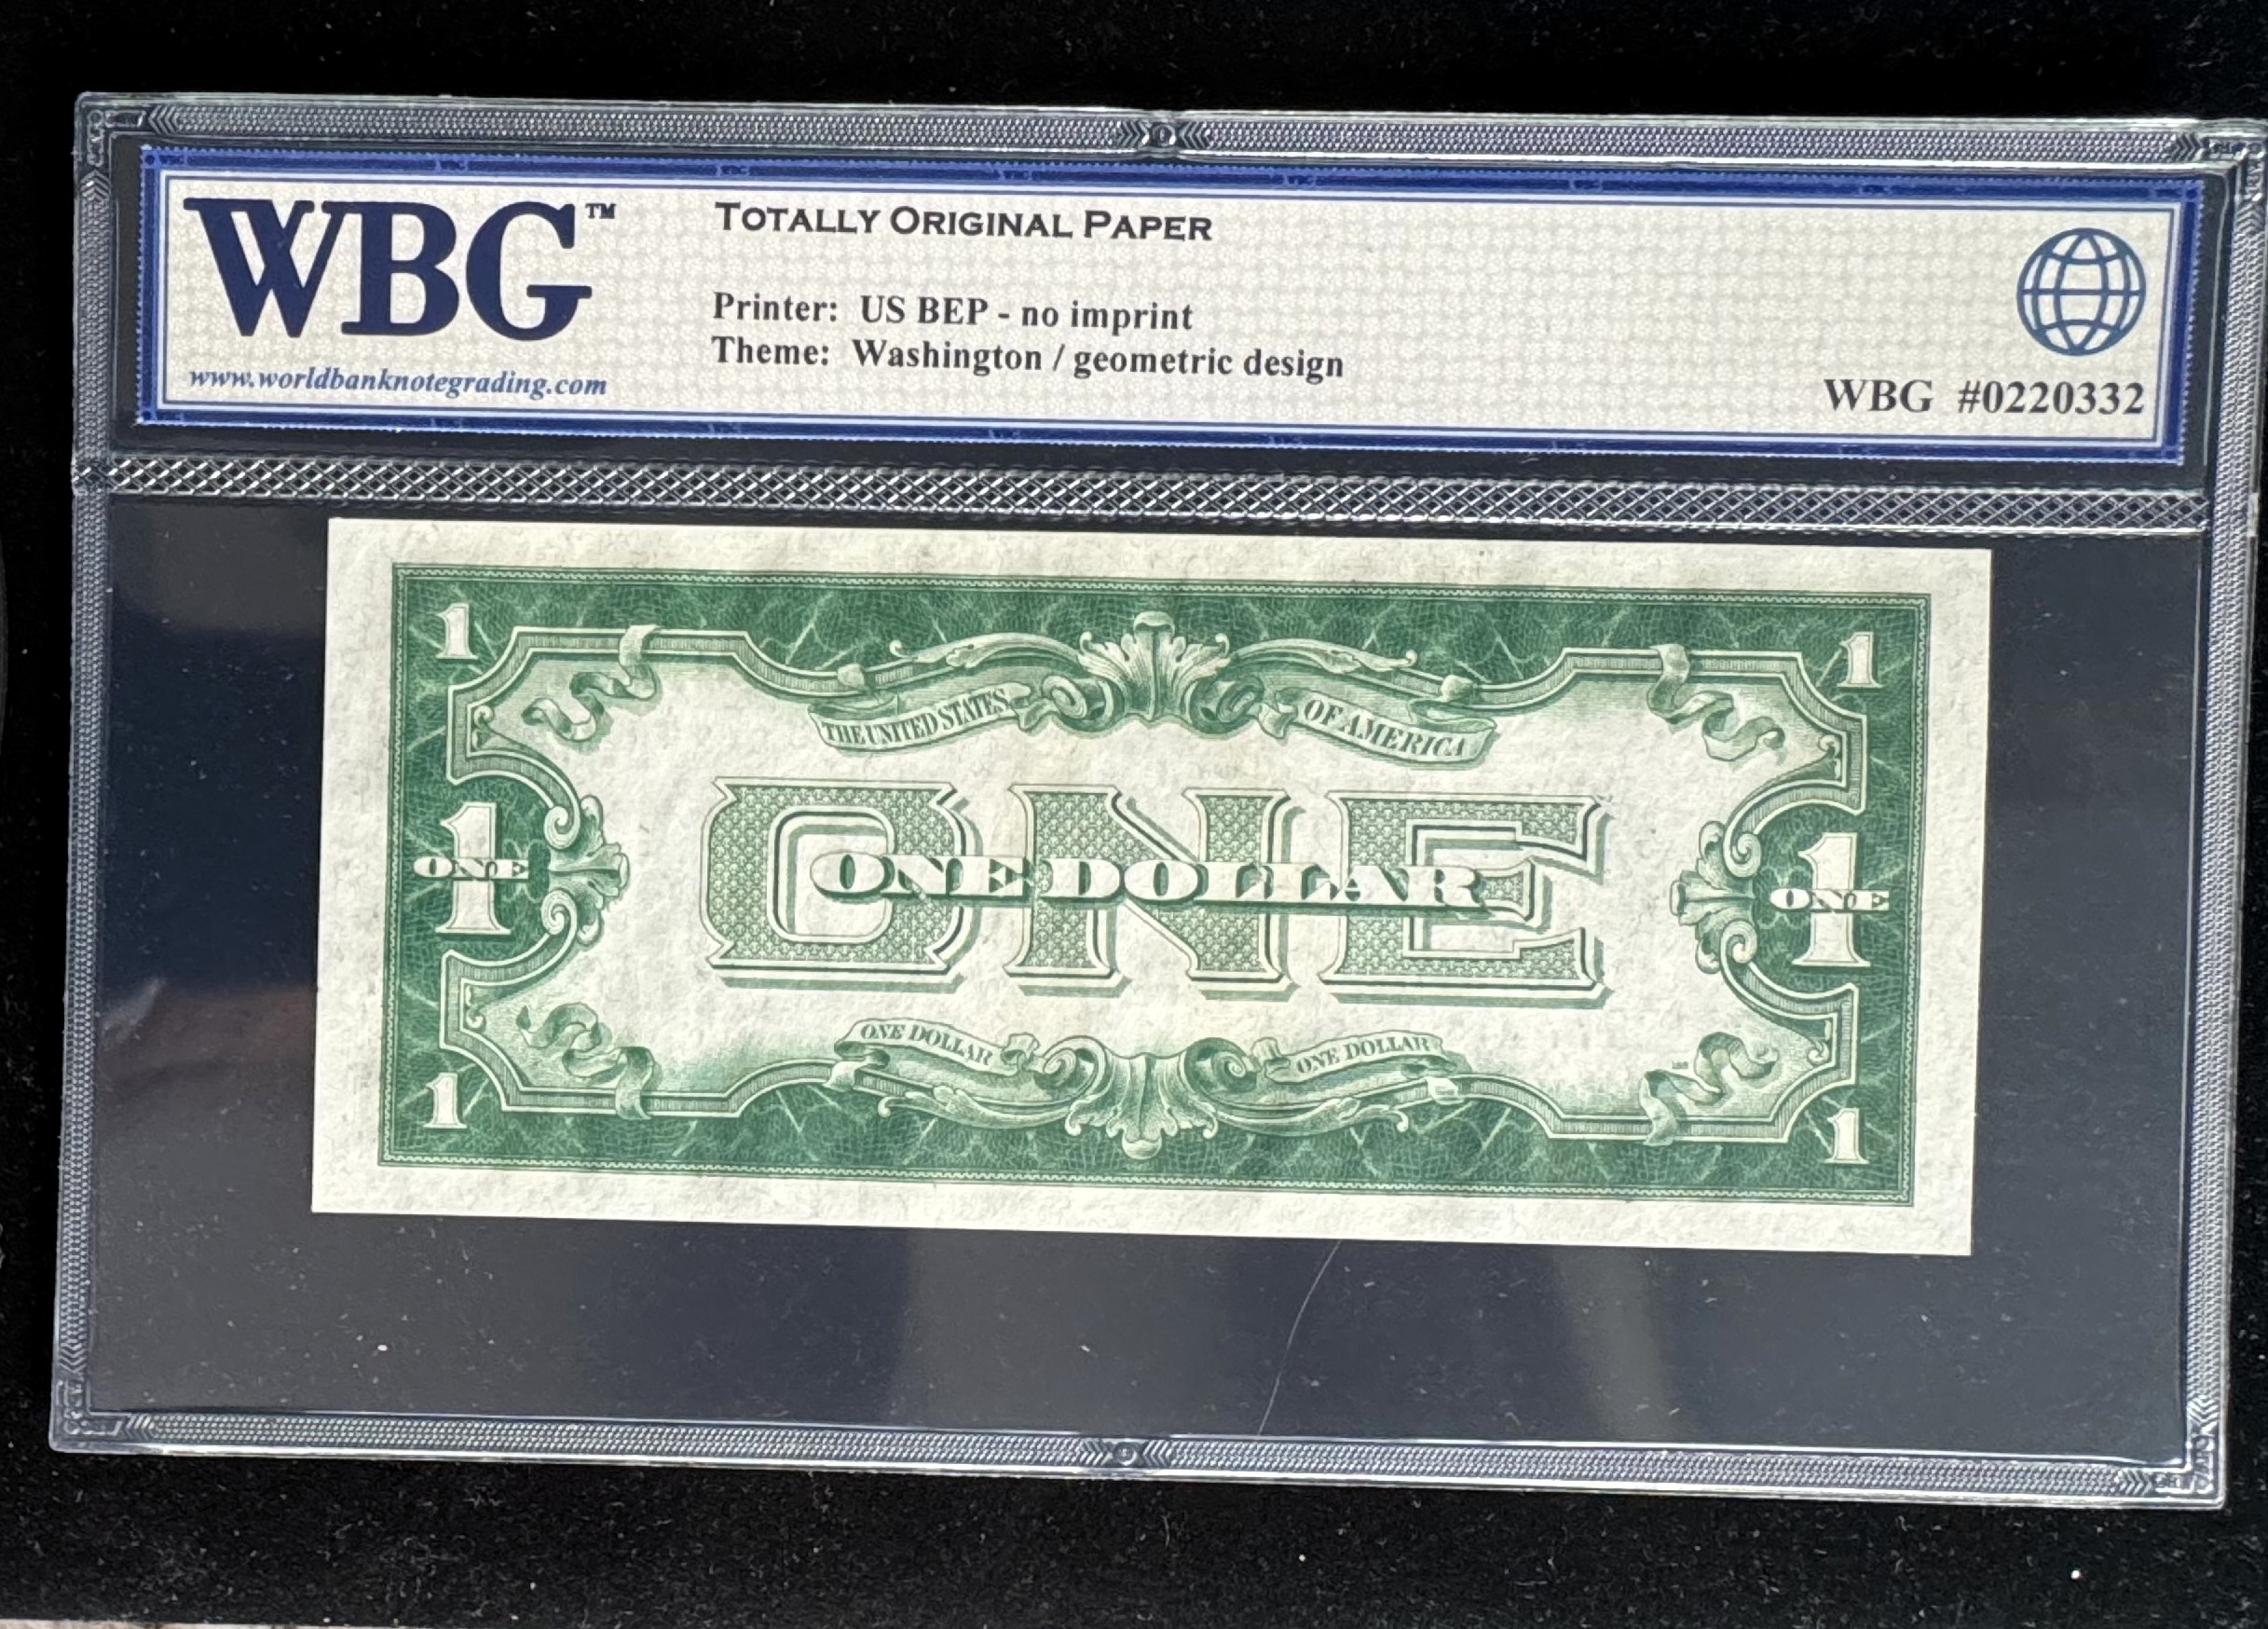 WBG™
www.worldbanknotegrading.com
TOTALLY ORIGINAL PAPER
Printer: US BEP - no imprint
Theme: Washington / geometric design
WBG #0220332
1
1
THE UNITED STATES
OF AMERICA
ONE
ONE DOLLAR
1
ONE
1
ONE
ONE DOLLAR
ONE DOLLAR
1
1